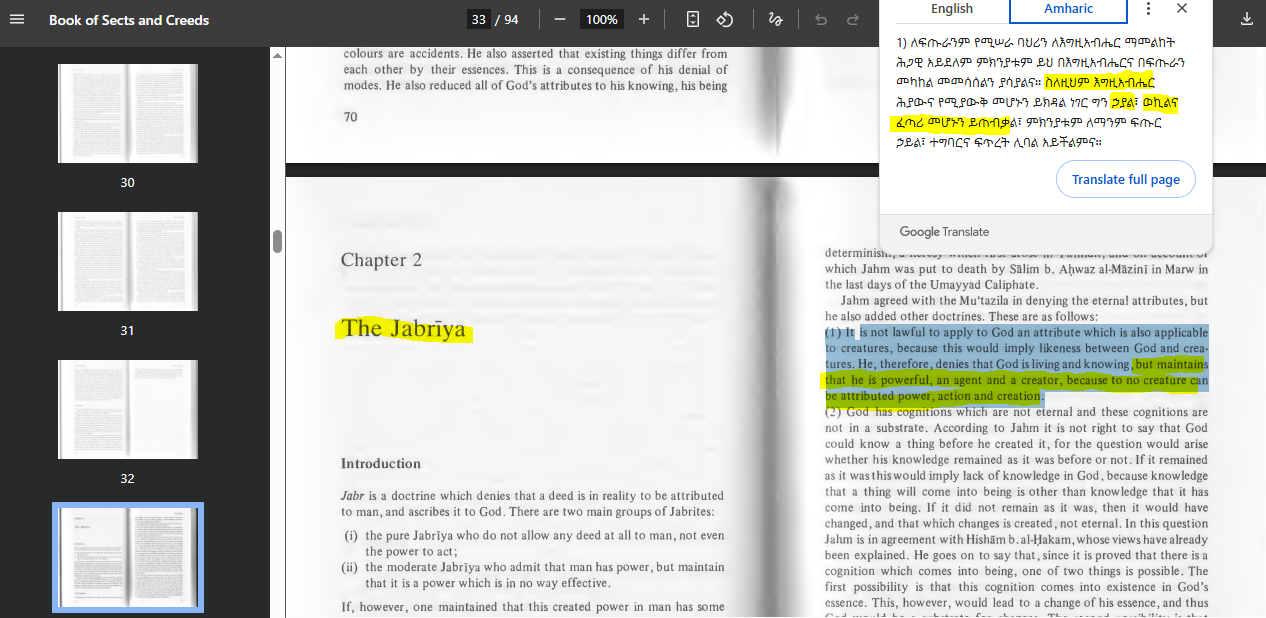 Book of Sects and Creeds
33 / 94
100%
30
31
32
colours are accidents. He also asserted that existing things differ from
each other by their essences. This is a consequence of his denial of
modes. He also reduced all of God's attributes to his knowing, his being
70
Chapter 2
The Jabrīya
Introduction
Jabr is a doctrine which denies that a deed is in reality to be attributed
to man, and ascribes it to God. There are two main groups of Jabrites:
(i) the pure Jabrīya who do not allow any deed at all to man, not even
the power to act;
(ii) the moderate Jabrīya who admit that man has power, but maintain
that it is a power which is in no way effective.
If, however, one maintained that this created power in man has some
English
Amharic
1) ለፍጡራንም የሚሠራ ባህሪን ለእግዚአብሔር ማመልከት
ሕጋዊ አይደለም ምክንያቱም ይህ በእግዚአብሔርና በፍጡራን
መካከል መመሳሰልን ያሳያልና። ስለዚህም እግዚአብሔር
ሕያውና የሚያውቅ መሆኑን ይክዳል ነገር ግን ኃያል፣ ወኪልና
ፈጣሪ መሆኑን ይጠብቃል፣ ምክንያቱም ለማንም ፍጡር
ኃይል፣ ተግባርና ፍጥረት ሊባል አይችልምና።
Translate full page
Google Translate
which Jahm was put to death by Sālim b. Aḥwaz al-Māzinī in Marw in
the last days of the Umayyad Caliphate.
Jahm agreed with the Mu'tazila in denying the eternal attributes, but
he also added other doctrines. These are as follows:
(1) It is not lawful to apply to God an attribute which is also applicable
to creatures, because this would imply likeness between God and crea-
tures. He, therefore, denies that God is living and knowing, but maintains
that he is powerful, an agent and a creator, because to no creature can
be attributed power, action and creation.
(2) God has cognitions which are not eternal and these cognitions are
not in a substrate. According to Jahm it is not right to say that God
could know a thing before he created it, for the question would arise
whether his knowledge remained as it was before or not. If it remained
as it was this would imply lack of knowledge in God, because knowledge
that a thing will come into being is other than knowledge that it has
come into being. If it did not remain as it was, then it would have
changed, and that which changes is created, not eternal. In this question
Jahm is in agreement with Hishām b. al-Ḥakam, whose views have already
been explained. He goes on to say that, since it is proved that there is a
cognition which comes into being, one of two things is possible. The
first possibility is that this cognition comes into existence in God's
essence. This, however, would lead to a change of his essence, and thus